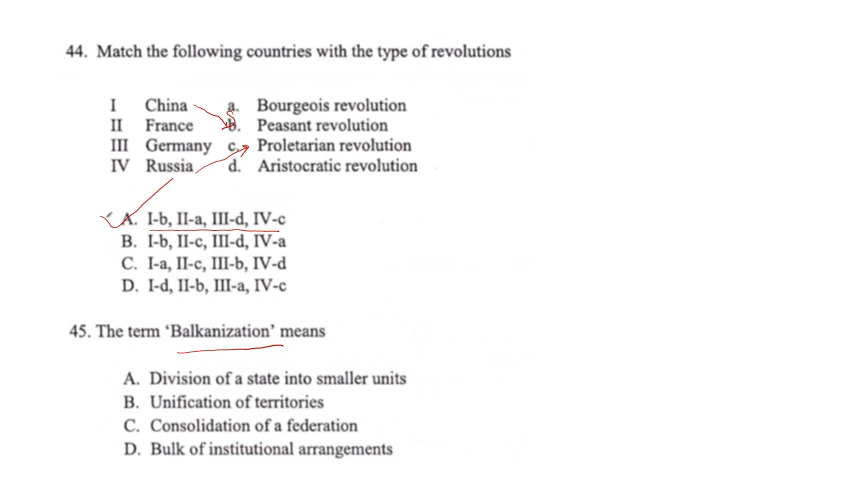 44. Match the following countries with the type of revolutions
I China a. Bourgeois revolution
II France b. Peasant revolution
III Germany c. Proletarian revolution
IV Russia d. Aristocratic revolution
A. I-b, II-a, III-d, IV-c
B. I-b, II-c, III-d, IV-a
C. I-a, II-c, III-b, IV-d
D. I-d, II-b, III-a, IV-c
45. The term ‘Balkanization’ means
A. Division of a state into smaller units
B. Unification of territories
C. Consolidation of a federation
D. Bulk of institutional arrangements